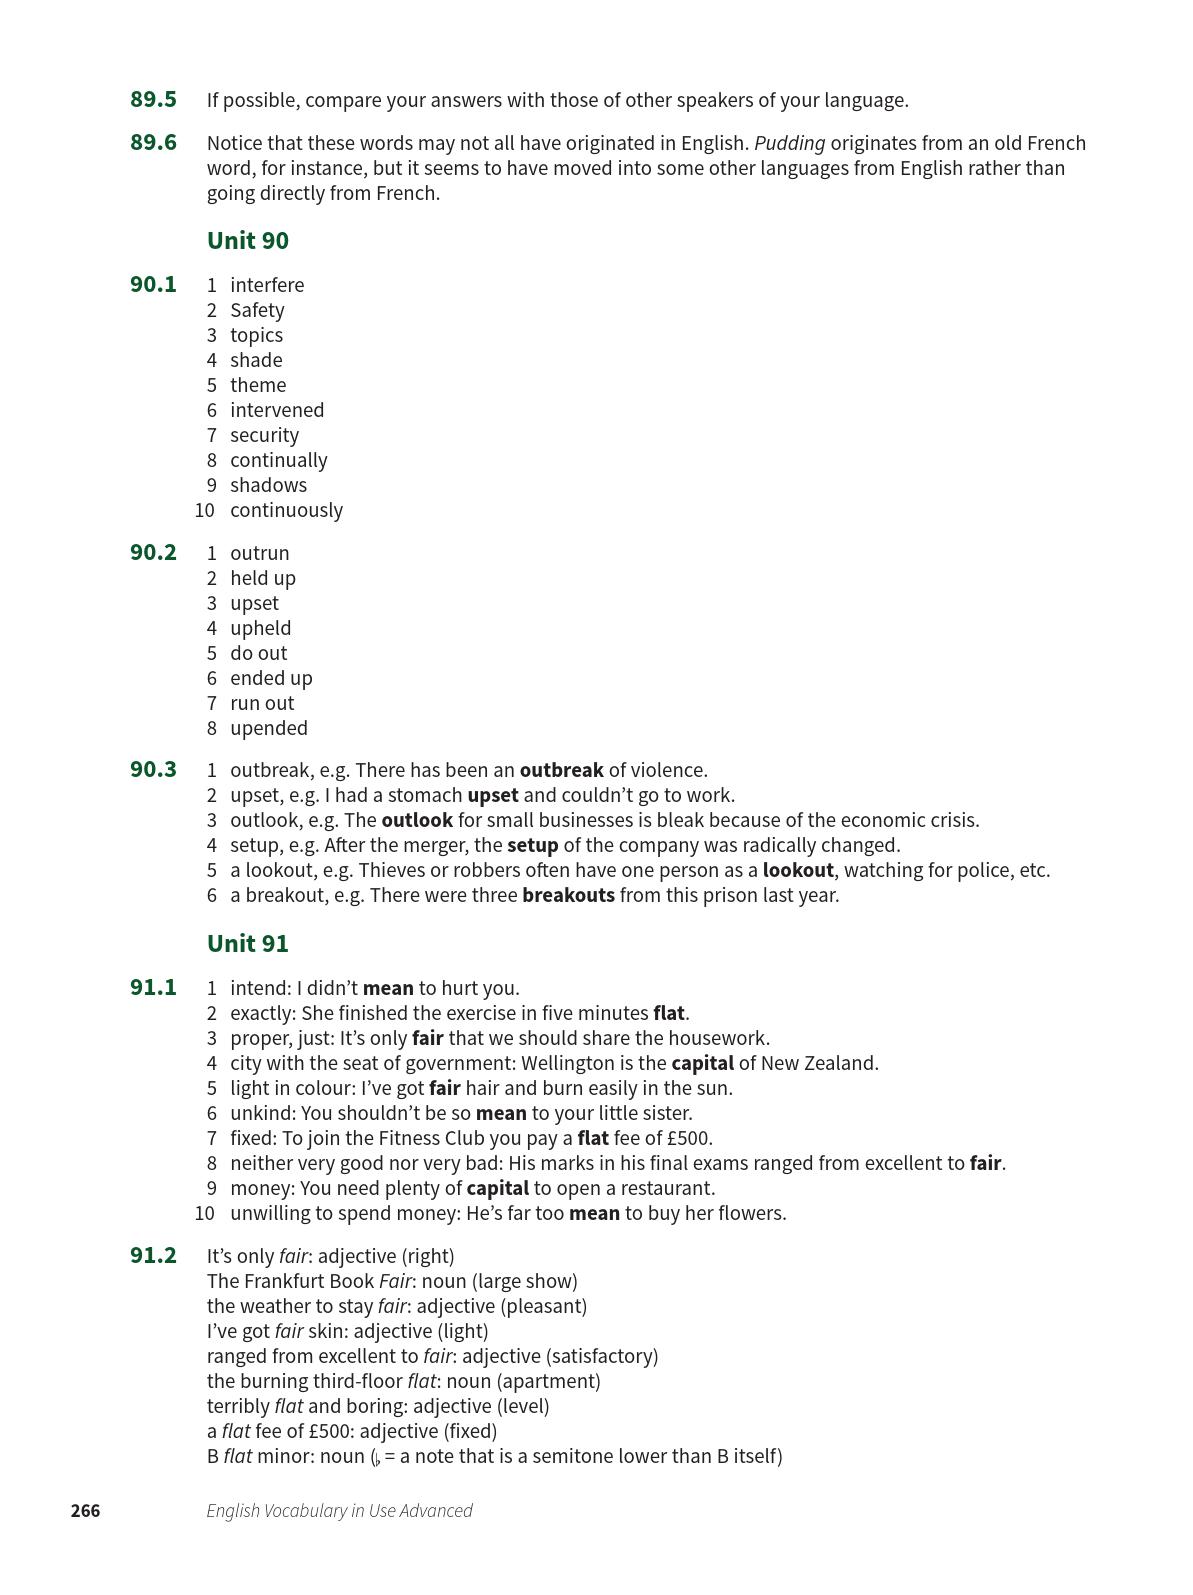 89.5 If possible, compare your answers with those of other speakers of your language.
89.6 Notice that these words may not all have originated in English. Pudding originates from an old French
word, for instance, but it seems to have moved into some other languages from English rather than
going directly from French.
Unit 90
90.1 1 interfere
2 Safety
3 topics
4 shade
5 theme
6 intervened
7 security
8 continually
9 shadows
10 continuously
90.2 1 outrun
2 held up
3 upset
4 upheld
5 do out
6 ended up
7 run out
8 upended
90.3 1 outbreak, e.g. There has been an outbreak of violence.
2 upset, e.g. I had a stomach upset and couldn’t go to work.
3 outlook, e.g. The outlook for small businesses is bleak because of the economic crisis.
4 setup, e.g. After the merger, the setup of the company was radically changed.
5 a lookout, e.g. Thieves or robbers often have one person as a lookout, watching for police, etc.
6 a breakout, e.g. There were three breakouts from this prison last year.
Unit 91
91.1 1 intend: I didn’t mean to hurt you.
2 exactly: She finished the exercise in five minutes flat.
3 proper, just: It’s only fair that we should share the housework.
4 city with the seat of government: Wellington is the capital of New Zealand.
5 light in colour: I’ve got fair hair and burn easily in the sun.
6 unkind: You shouldn’t be so mean to your little sister.
7 fixed: To join the Fitness Club you pay a flat fee of £500.
8 neither very good nor very bad: His marks in his final exams ranged from excellent to fair.
9 money: You need plenty of capital to open a restaurant.
10 unwilling to spend money: He’s far too mean to buy her flowers.
91.2 It’s only fair: adjective (right)
The Frankfurt Book Fair: noun (large show)
the weather to stay fair: adjective (pleasant)
I’ve got fair skin: adjective (light)
ranged from excellent to fair: adjective (satisfactory)
the burning third-floor flat: noun (apartment)
terribly flat and boring: adjective (level)
a flat fee of £500: adjective (fixed)
B flat minor: noun (♭ = a note that is a semitone lower than B itself)
266 English Vocabulary in Use Advanced